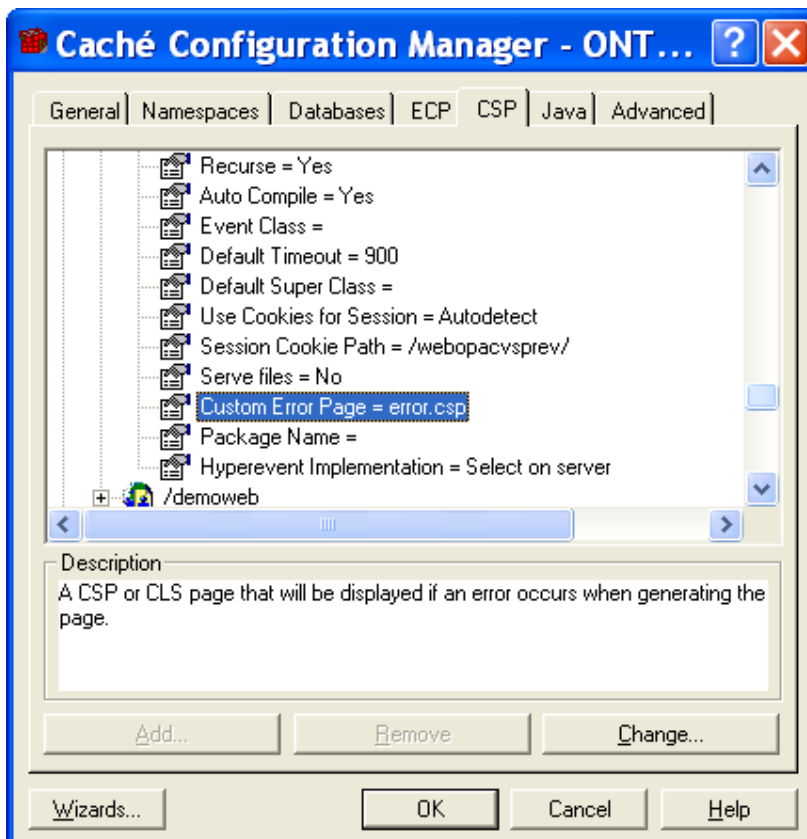 Caché Configuration Manager - ONT... ?
General Namespaces Databases ECP CSP Java Advanced
Recurse = Yes
Auto Compile = Yes
Event Class =
Default Timeout = 900
Default Super Class =
Use Cookies for Session = Autodetect
Session Cookie Path = /webopacvsprev/
Serve files = No
Custom Error Page = error.csp
Package Name =
Hyperevent Implementation = Select on server
/demoweb
Description
A CSP or CLS page that will be displayed if an error occurs when generating the
page.
Add... Remove Change...
Wizards... OK Cancel Help